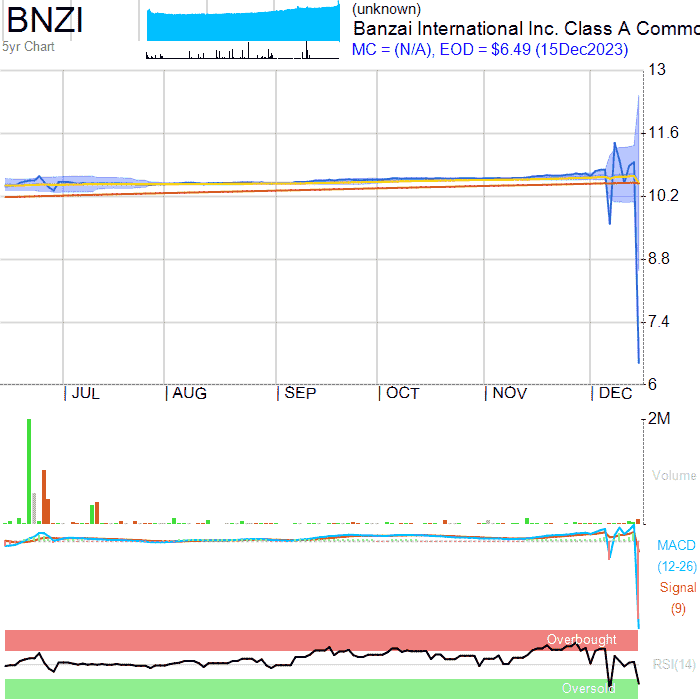 BNZI
5yr Chart
(unknown)
Banzai International Inc. Class A Commo
MC = (N/A), EOD = $6.49 (15Dec2023)
13
11.6
10.2
8.8
7.4
6
JUL AUG SEP OCT NOV DEC
2M
Volume
MACD
(12-26)
Signal
(9)
Overbought
RSI(14)
Oversold